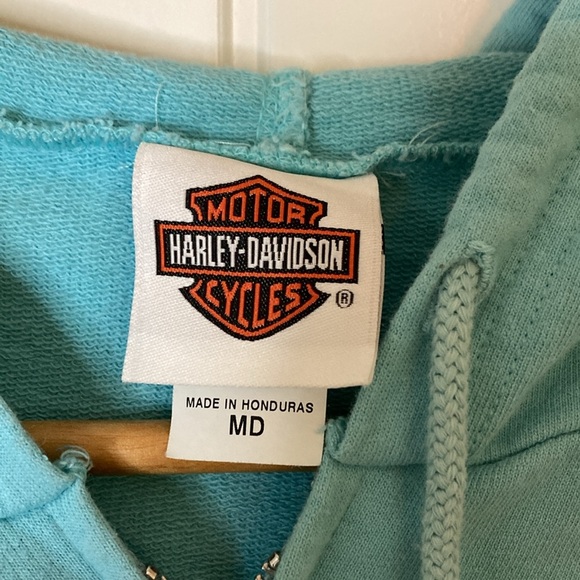 MOTOR
HARLEY-DAVIDSON
CYCLES
®
MADE IN HONDURAS
MD